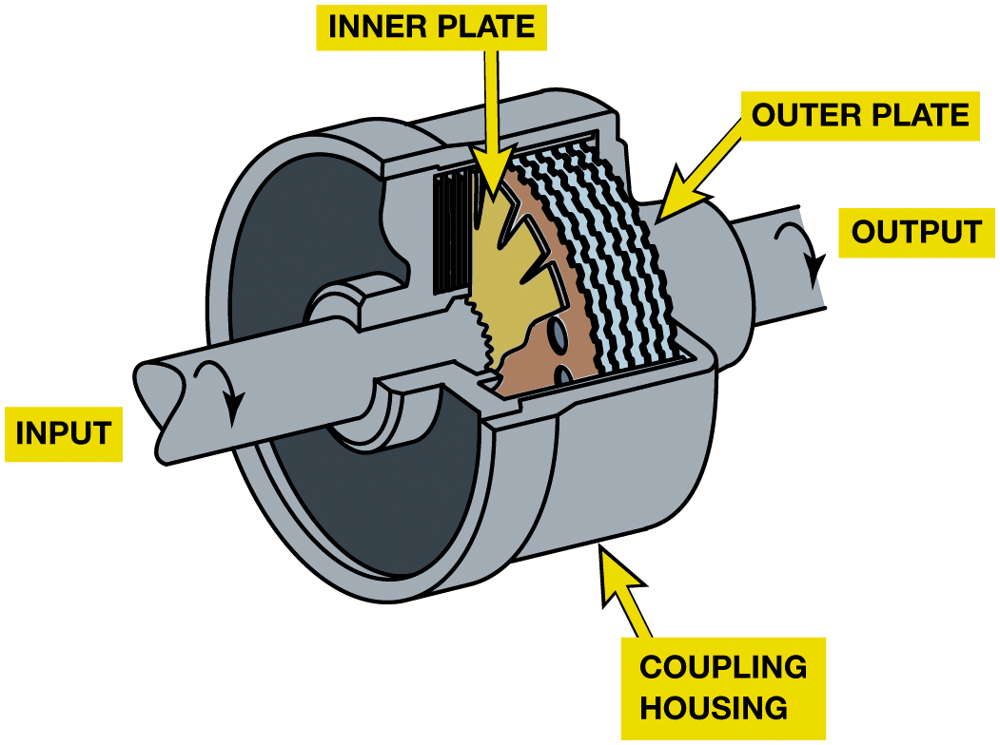 INNER PLATE
OUTER PLATE
OUTPUT
INPUT
COUPLING
HOUSING